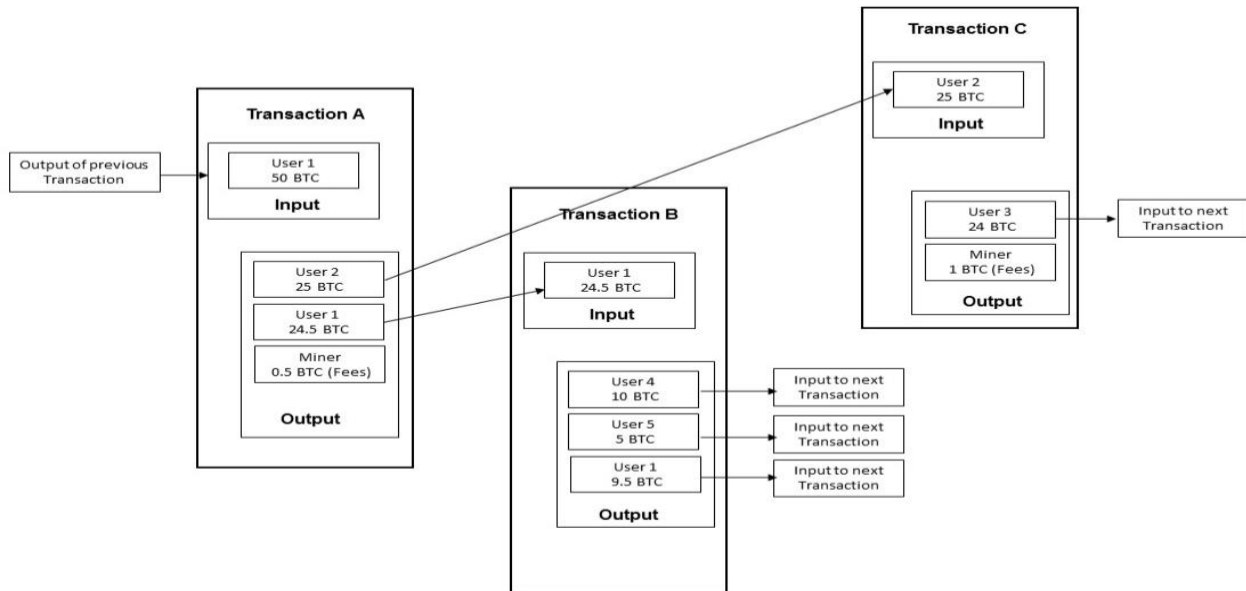 Output of previous
Transaction
Transaction A
User 1
50 BTC
Input
User 2
25 BTC
User 1
24.5 BTC
Miner
0.5 BTC (Fees)
Output
Transaction B
User 1
24.5 BTC
Input
User 4
10 BTC
User 5
5 BTC
User 1
9.5 BTC
Output
Input to next
Transaction
Input to next
Transaction
Input to next
Transaction
Transaction C
User 2
25 BTC
Input
User 3
24 BTC
Miner
1 BTC (Fees)
Output
Input to next
Transaction